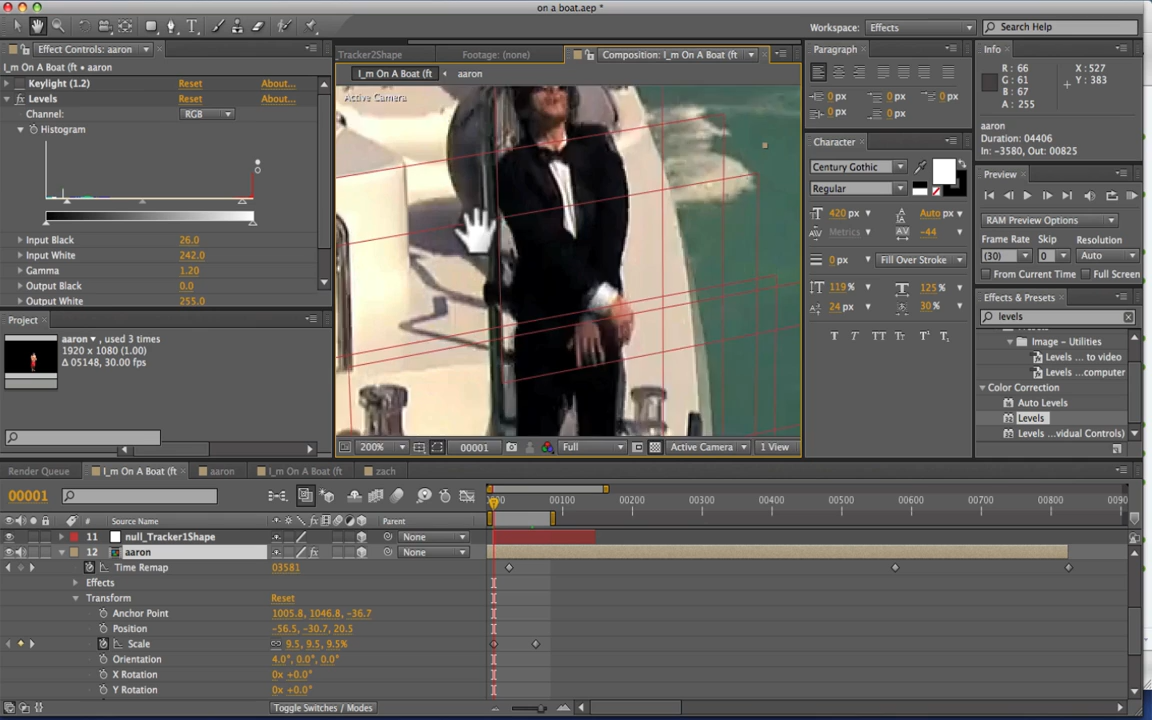 on a boat.aep *
Workspace: Effects
Search Help
Effect Controls: aaron
I_m On A Boat (ft • aaron
Keylight (1.2) Reset About...
Levels Reset About...
Channel: RGB
Histogram
Input Black 26.0
Input White 242.0
Gamma 1.20
Output Black 0.0
Output White 255.0
Project
aaron ▾, used 3 times
1920 x 1080 (1.00)
Δ 05148, 30.00 fps
Tracker2Shape
Footage: (none)
Composition: I_m On A Boat (ft
I_m On A Boat (ft aaron
Active Camera
200% 00001 Full Active Camera 1 View
Paragraph
0 px 0 px 0 px
0 px 0 px
Character
Century Gothic
Regular
420 px Auto px
Metrics -44
0 px Fill Over Stroke
119% 125%
24 px 30%
T T TT Tt T¹ T₁
Info
R: 66
G: 61
B: 67
A: 255
X: 527
Y: 383
aaron
Duration: 04406
In: -3580, Out: 00825
Preview
RAM Preview Options
Frame Rate Skip Resolution
(30) 0 Auto
From Current Time Full Screen
Effects & Presets
levels
Image - Utilities
Levels ... to video
Levels ...computer
Color Correction
Auto Levels
Levels
Levels ...vidual Controls)
Render Queue I_m On A Boat (ft aaron I_m On A Boat (ft zach
00001
0000 00100 00200 00300 00400 00500 00600 00700 00800 0090
# Source Name Parent
11 null_Tracker1Shape None
12 aaron None
Time Remap 03581
Effects
Transform Reset
Anchor Point 1005.8, 1046.8, -36.7
Position -56.5, -30.7, 20.5
Scale 9.5, 9.5, 9.5%
Orientation 4.0°, 0.0°, 0.0°
X Rotation 0x +0.0°
Y Rotation 0x +0.0°
Toggle Switches / Modes